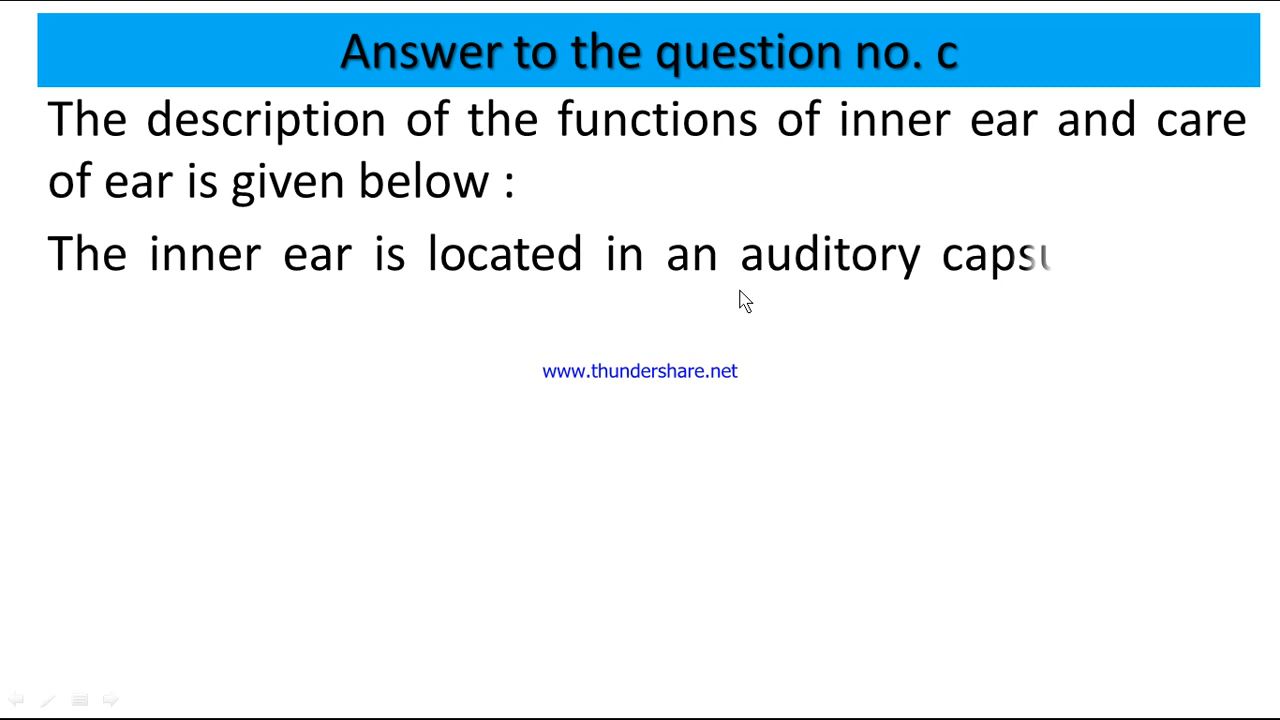 Answer to the question no. c
The description of the functions of inner ear and care
of ear is given below :
The inner ear is located in an auditory
www.thundershare.net